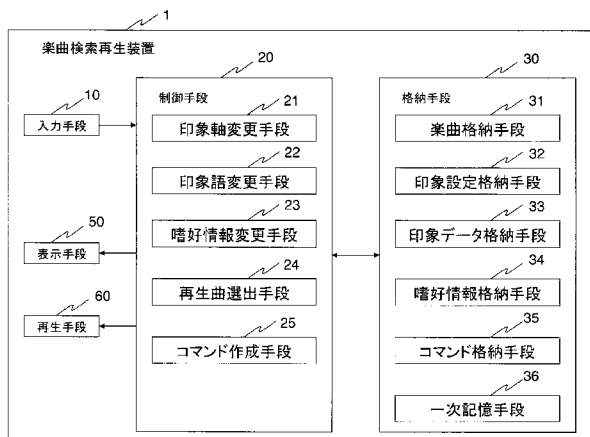 1
楽曲検索再生装置
10
入力手段
50
表示手段
60
再生手段
20
制御手段
21
印象軸変更手段
22
印象語変更手段
23
嗜好情報変更手段
24
再生曲選出手段
25
コマンド作成手段
30
格納手段
31
楽曲格納手段
32
印象設定格納手段
33
印象データ格納手段
34
嗜好情報格納手段
35
コマンド格納手段
36
一次記憶手段